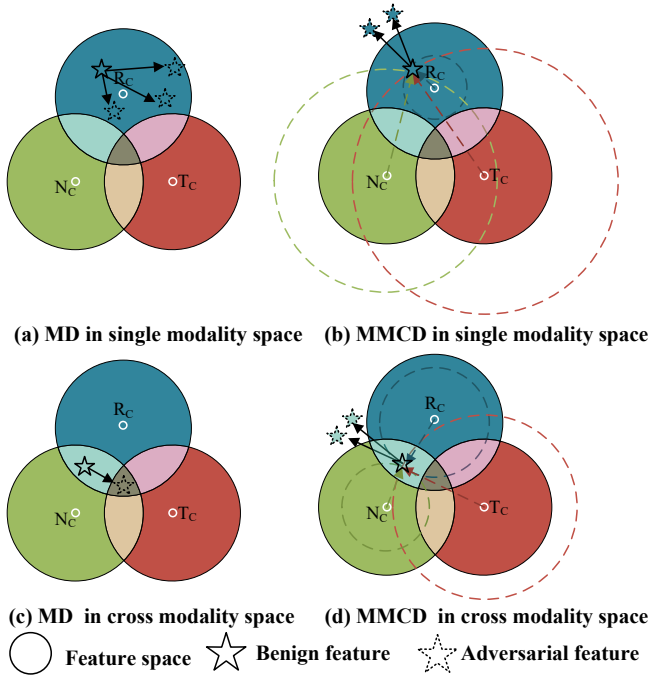 R_C
N_C
T_C
R_C
N_C
T_C
(a) MD in single modality space
(b) MMCD in single modality space
R_C
N_C
T_C
R_C
N_C
T_C
(c) MD in cross modality space
(d) MMCD in cross modality space
Feature space
Benign feature
Adversarial feature